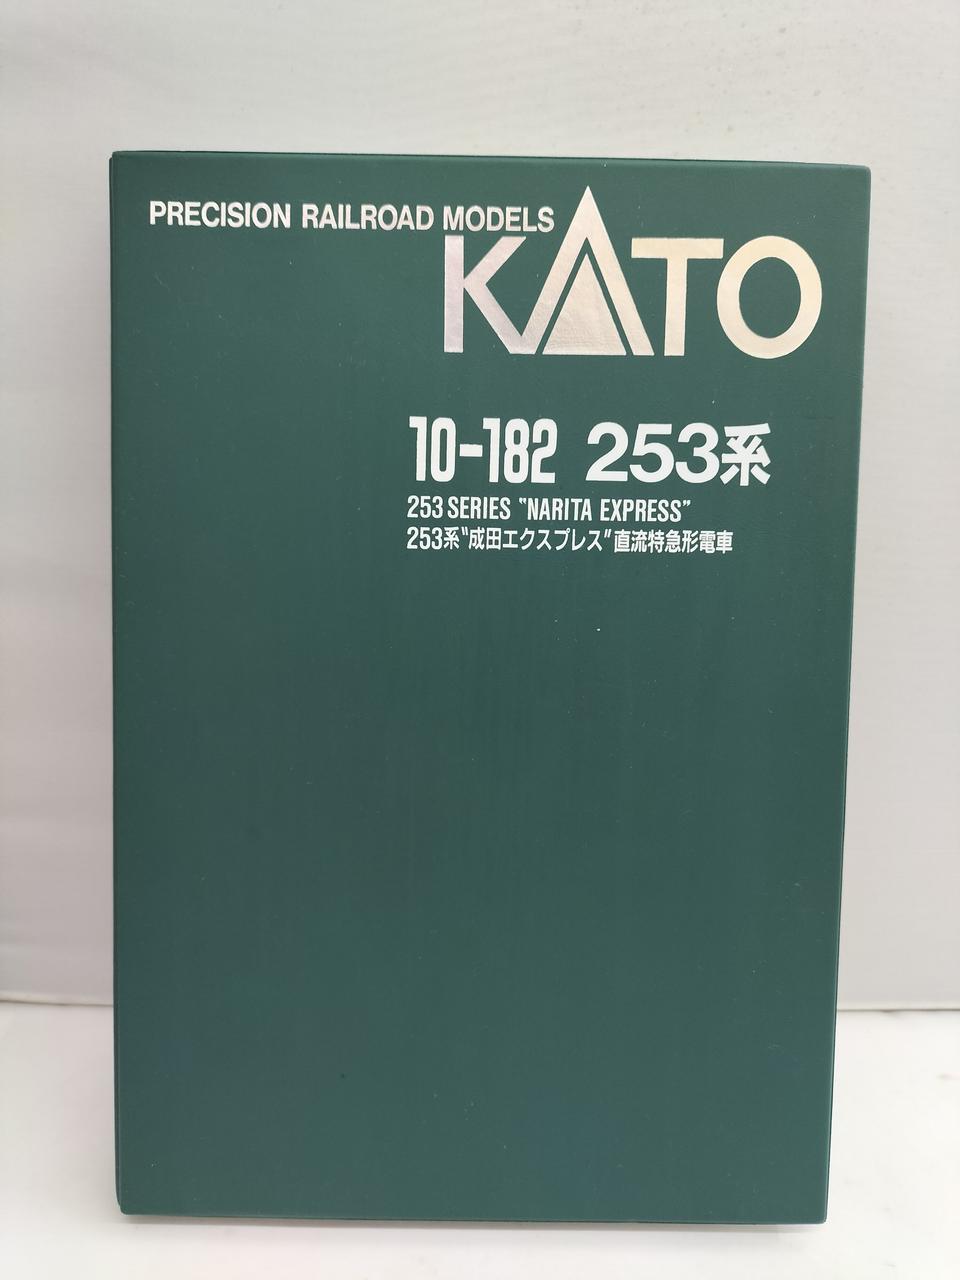 PRECISION RAILROAD MODELS
KATO
10-182 253系
253 SERIES "NARITA EXPRESS"
253系"成田エクスプレス"直流特急形電車